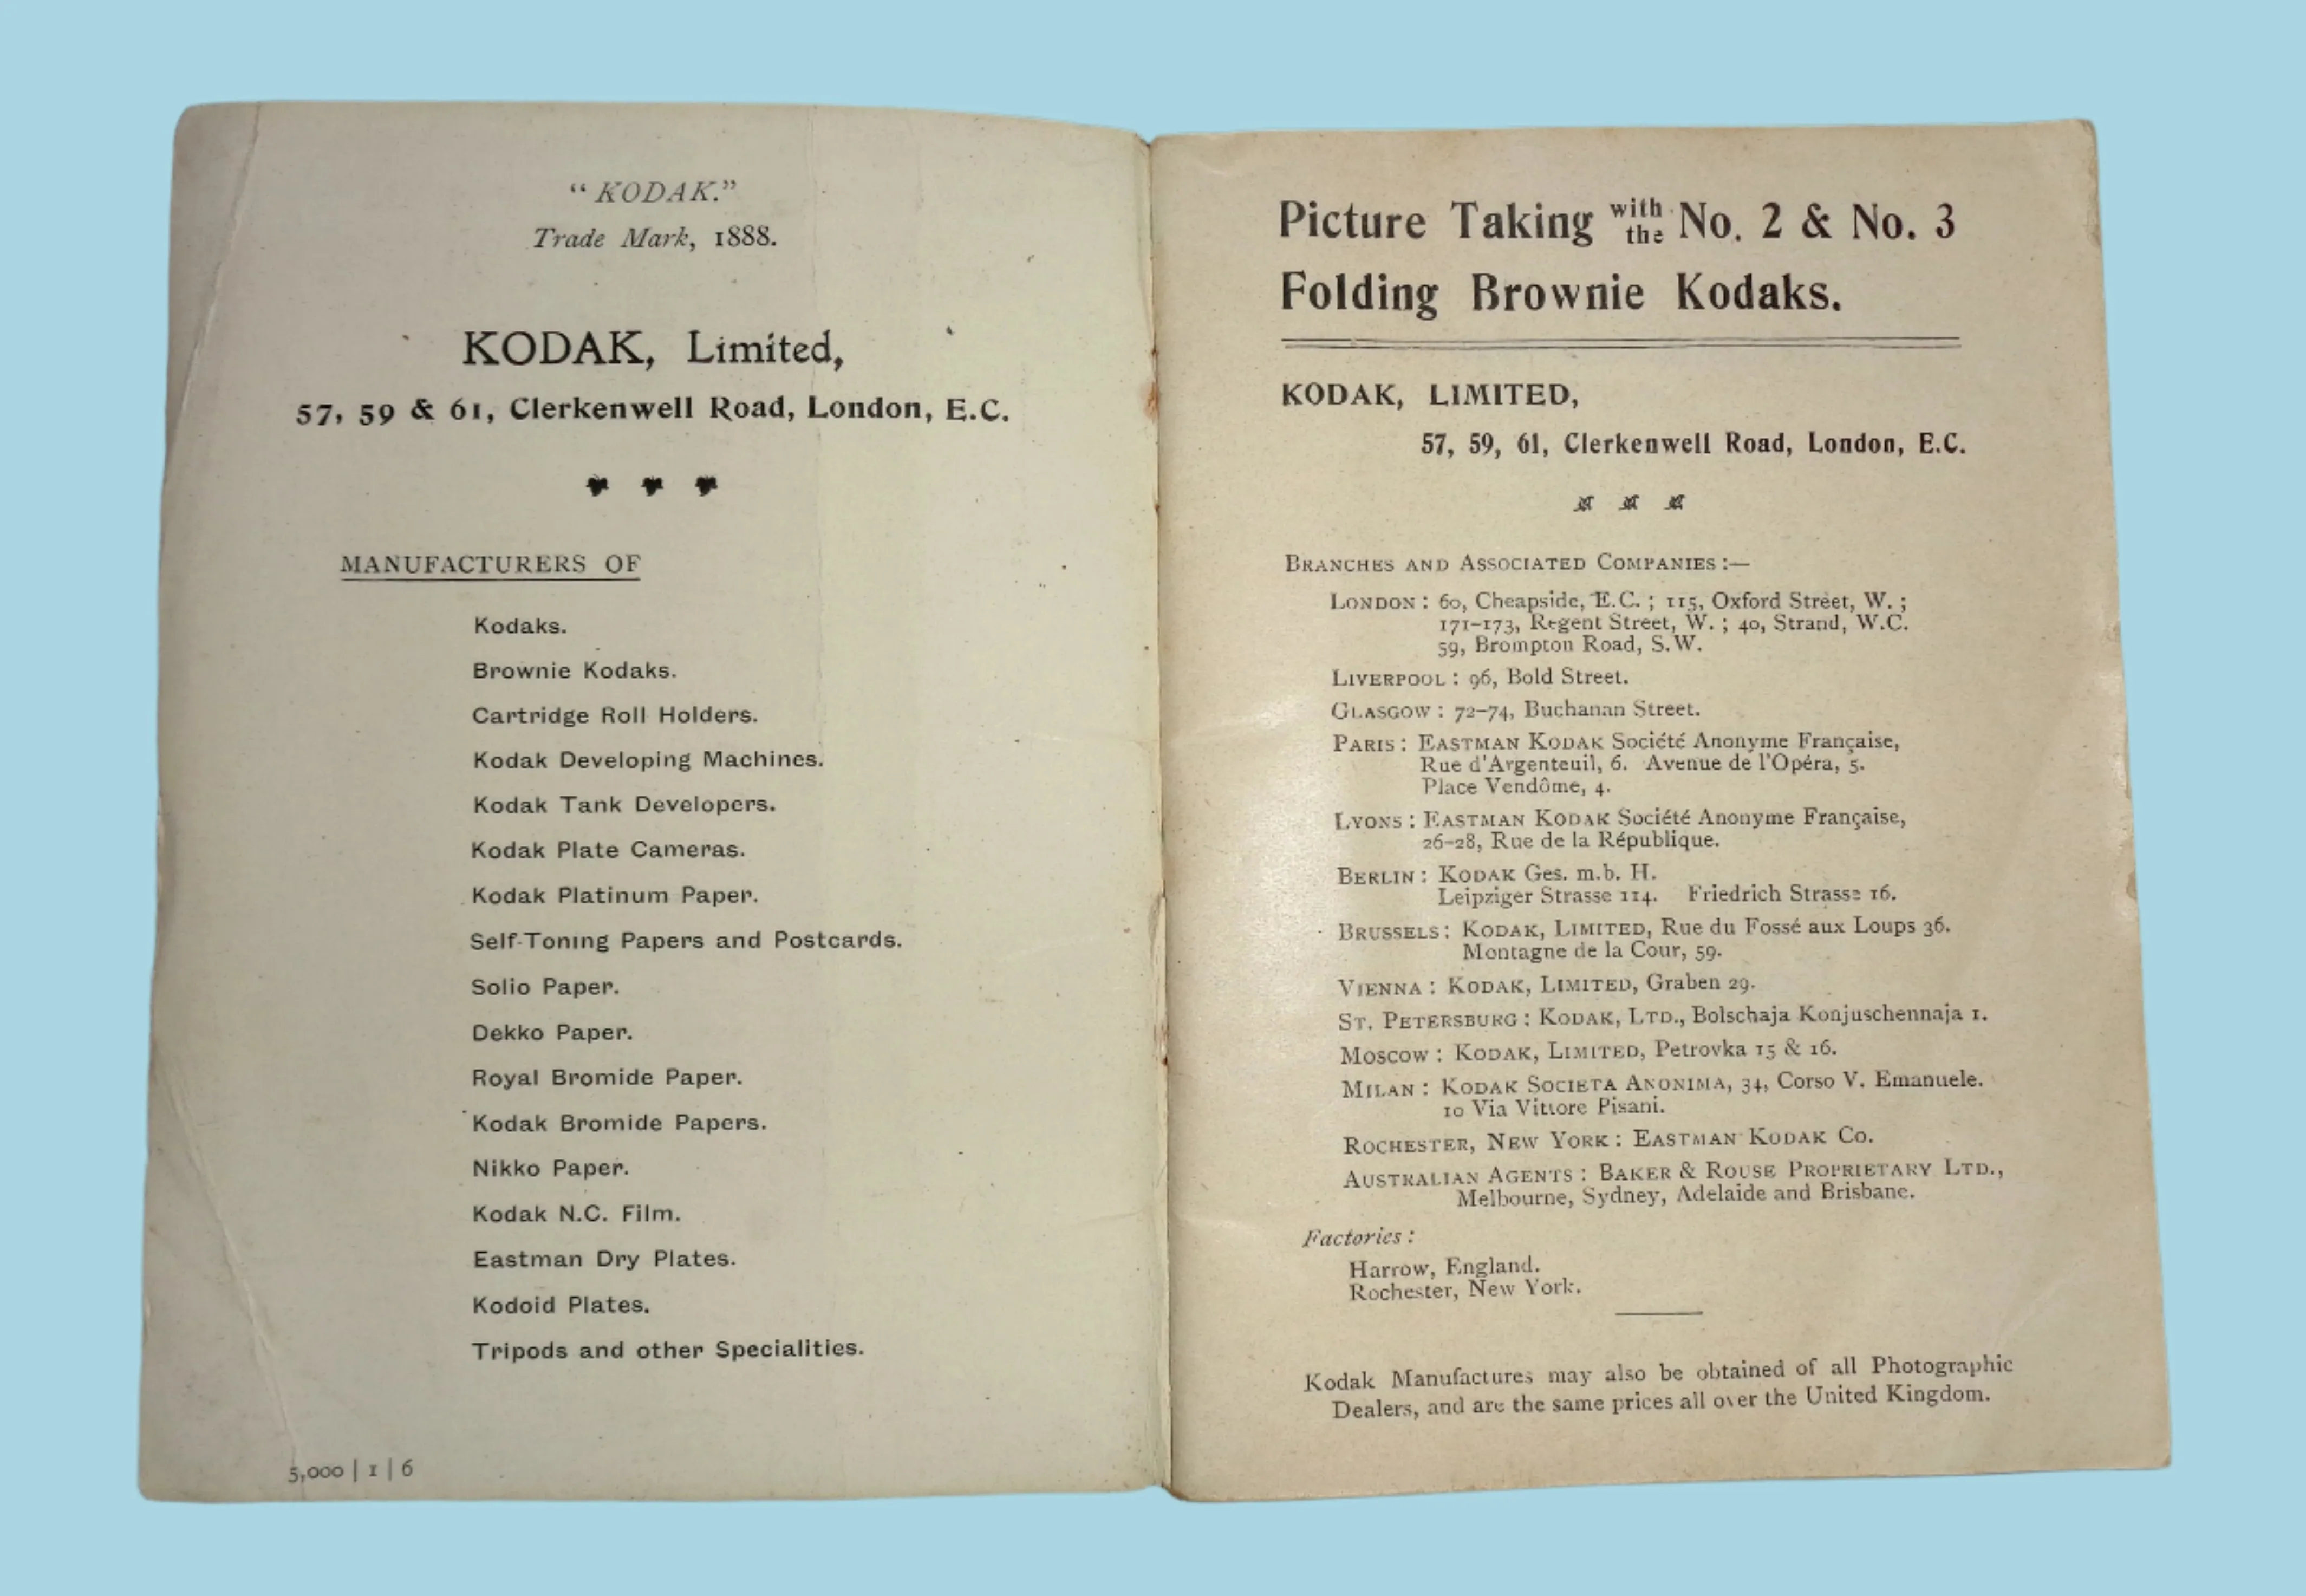 “ KODAK.”
Trade Mark, 1888.
KODAK, Limited,
57, 59 & 61, Clerkenwell Road, London, E.C.
MANUFACTURERS OF
Kodaks.
Brownie Kodaks.
Cartridge Roll Holders.
Kodak Developing Machines.
Kodak Tank Developers.
Kodak Plate Cameras.
Kodak Platinum Paper.
Self-Toning Papers and Postcards.
Solio Paper.
Dekko Paper.
Royal Bromide Paper.
Kodak Bromide Papers.
Nikko Paper.
Kodak N.C. Film.
Eastman Dry Plates.
Kodoid Plates.
Tripods and other Specialities.
5,000 | 1 | 6
Picture Taking with the No. 2 & No. 3
Folding Brownie Kodaks.
KODAK, LIMITED,
57, 59, 61, Clerkenwell Road, London, E.C.
BRANCHES AND ASSOCIATED COMPANIES :—
LONDON : 60, Cheapside, E.C. ; 115, Oxford Street, W. ;
171–173, Regent Street, W. ; 40, Strand, W.C.
59, Brompton Road, S.W.
LIVERPOOL : 96, Bold Street.
GLASGOW : 72–74, Buchanan Street.
PARIS : EASTMAN KODAK Société Anonyme Française,
Rue d'Argenteuil, 6. Avenue de l'Opéra, 5.
Place Vendôme, 4.
LYONS : EASTMAN KODAK Société Anonyme Française,
26–28, Rue de la République.
BERLIN : KODAK Ges. m.b. H.
Leipziger Strasse 114. Friedrich Strasse 16.
BRUSSELS : KODAK, LIMITED, Rue du Fossé aux Loups 36.
Montagne de la Cour, 59.
VIENNA : KODAK, LIMITED, Graben 29.
ST. PETERSBURG : KODAK, LTD., Bolschaja Konjuschennaja 1.
MOSCOW : KODAK, LIMITED, Petrovka 15 & 16.
MILAN : KODAK SOCIETA ANONIMA, 34, Corso V. Emanuele.
10 Via Vittore Pisani.
ROCHESTER, NEW YORK : EASTMAN KODAK CO.
AUSTRALIAN AGENTS : BAKER & ROUSE PROPRIETARY LTD.,
Melbourne, Sydney, Adelaide and Brisbane.
Factories :
Harrow, England.
Rochester, New York.
Kodak Manufactures may also be obtained of all Photographic
Dealers, and are the same prices all over the United Kingdom.